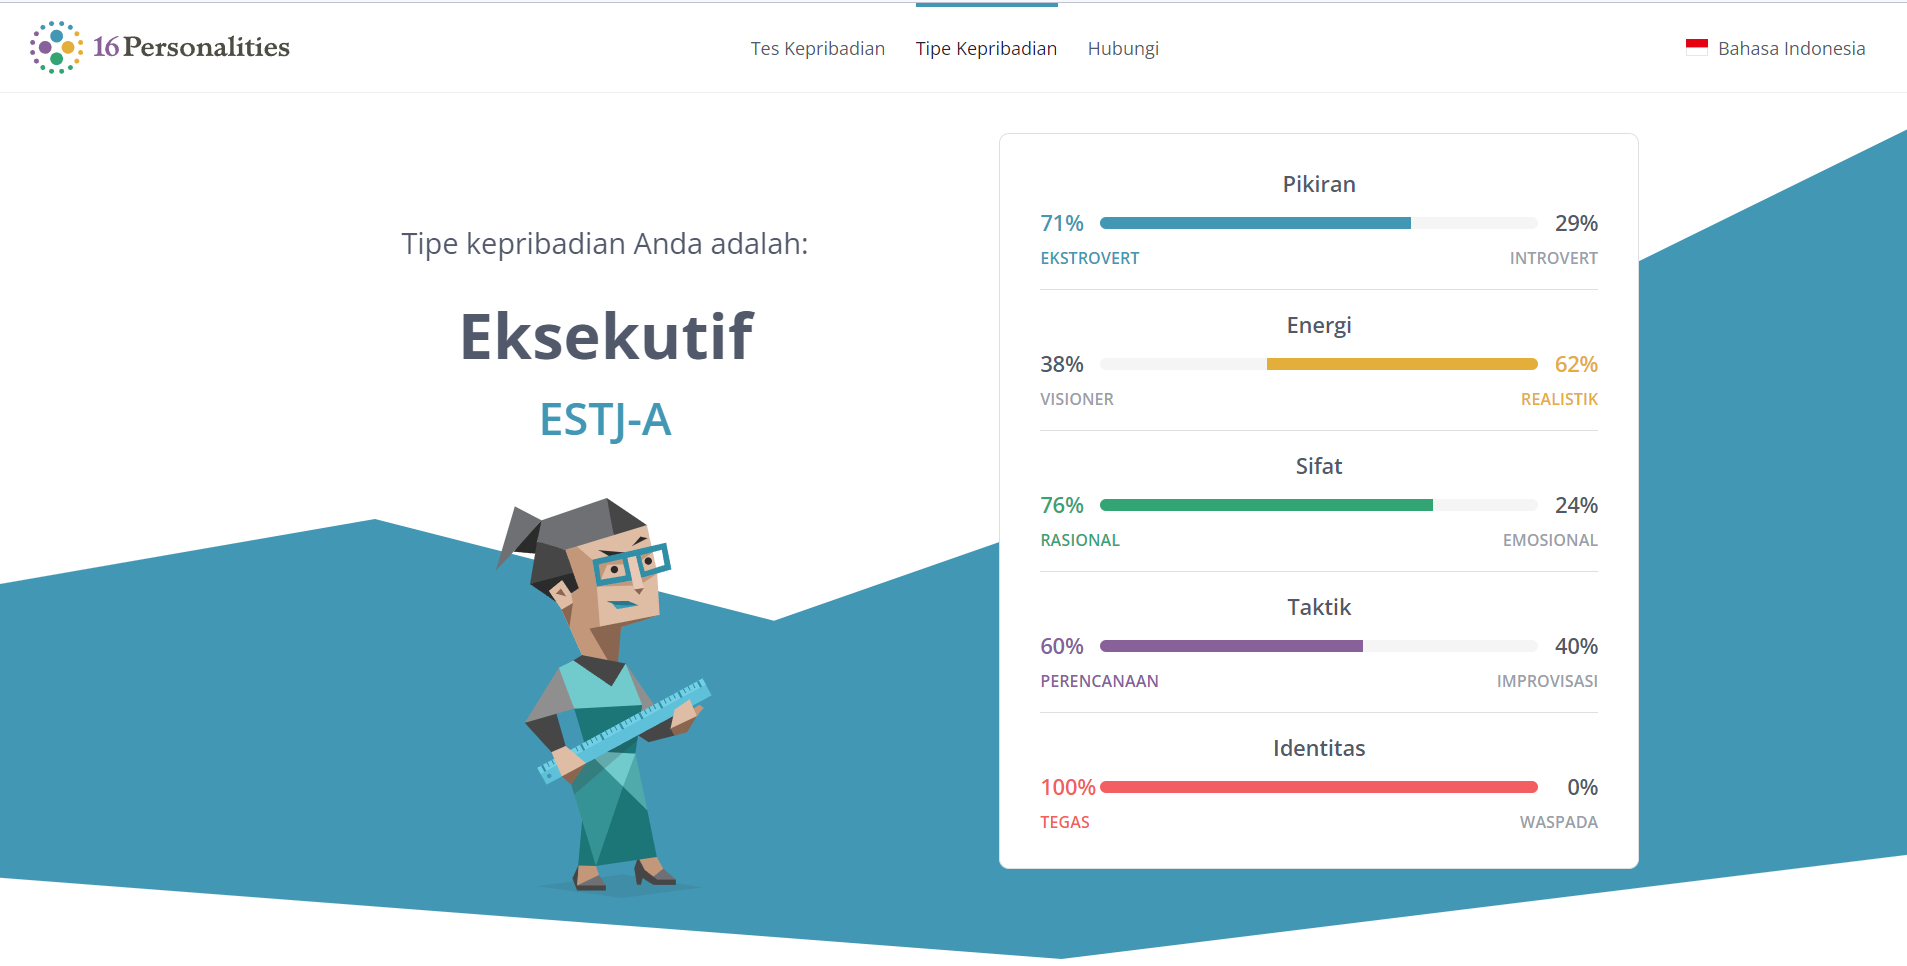 16Personalities
Tes Kepribadian Tipe Kepribadian Hubungi
Bahasa Indonesia
Tipe kepribadian Anda adalah:
Eksekutif
ESTJ-A
Pikiran
71% 29%
EKSTROVERT INTROVERT
Energi
38% 62%
VISIONER REALISTIK
Sifat
76% 24%
RASIONAL EMOSIONAL
Taktik
60% 40%
PERENCANAAN IMPROVISASI
Identitas
100% 0%
TEGAS WASPADA